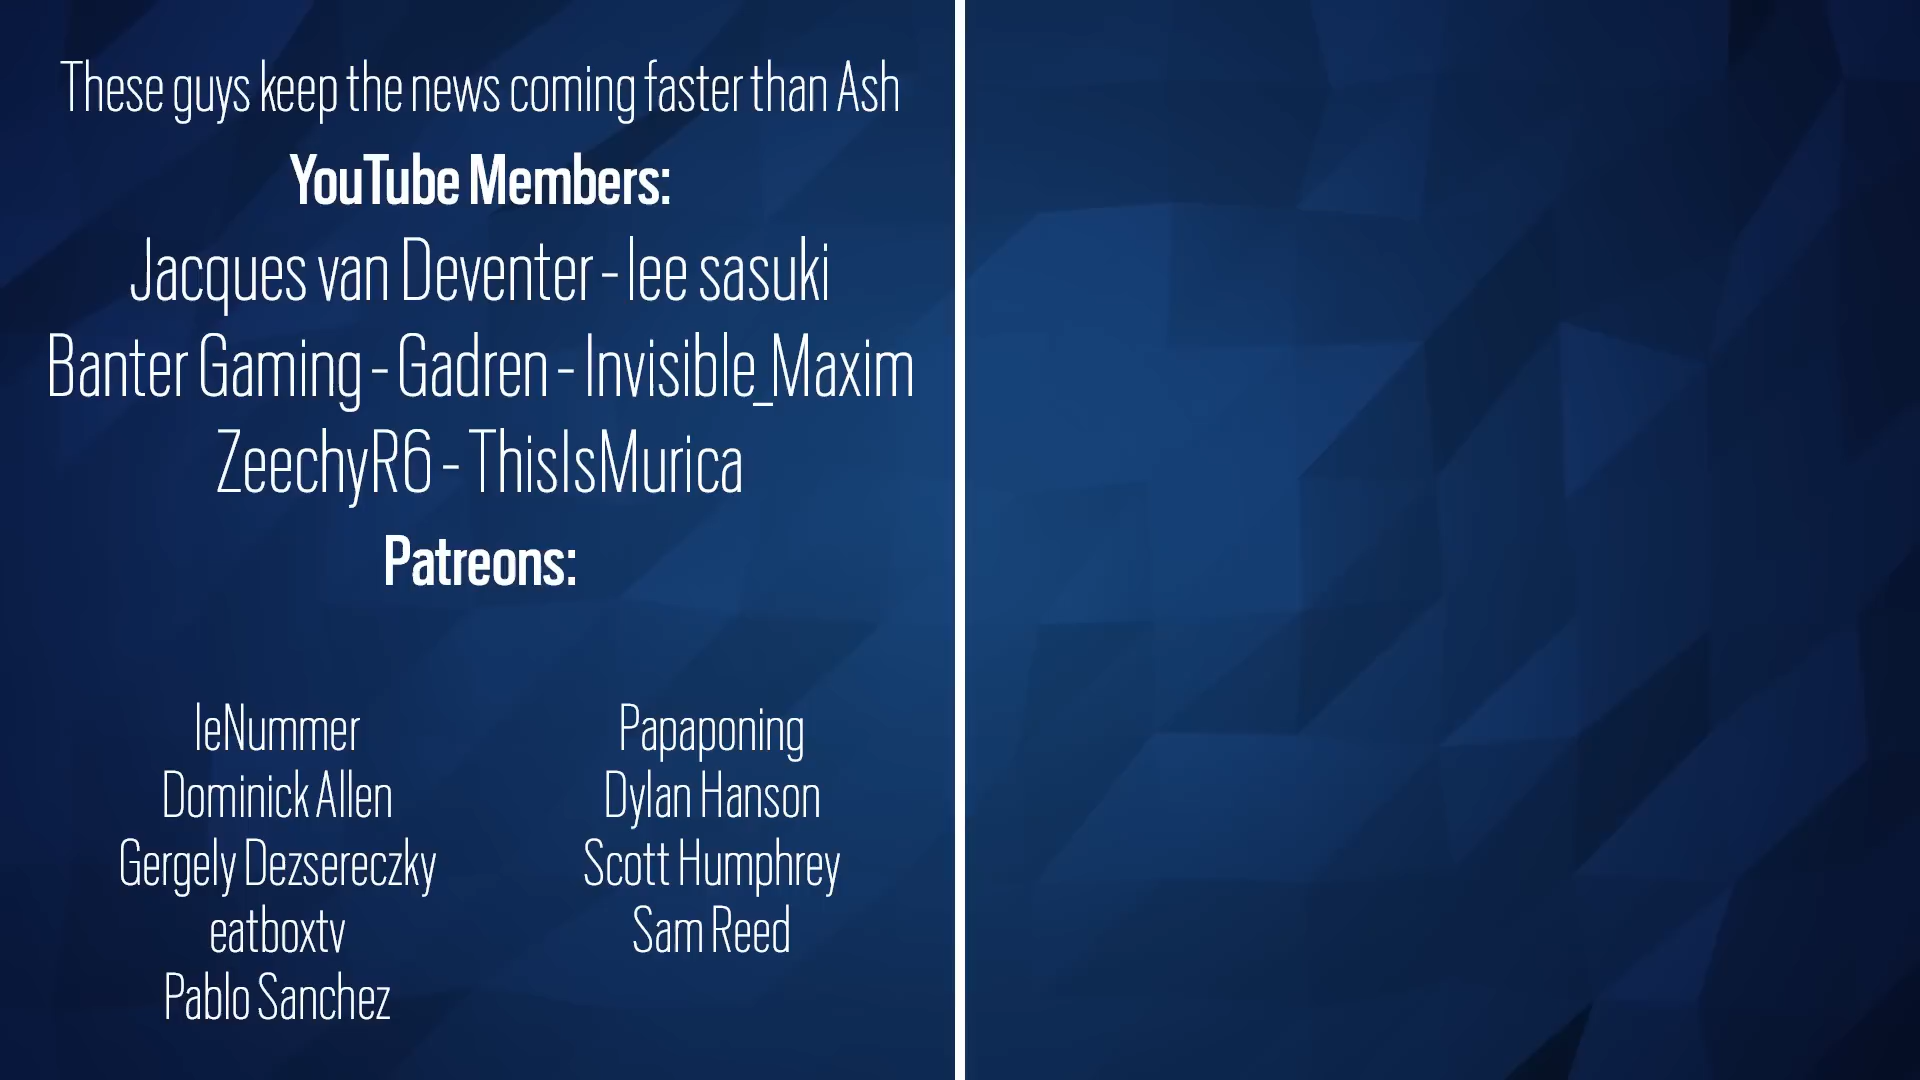 These guys keep the news coming faster than Ash
YouTube Members:
Jacques van Deventer - lee sasuki
Banter Gaming - Gadren - Invisible_Maxim
ZeechyR6 - ThisIsMurica
Patreons:
leNummer
Dominick Allen
Gergely Dezsereczky
eatboxtv
Pablo Sanchez
Papaponing
Dylan Hanson
Scott Humphrey
Sam Reed